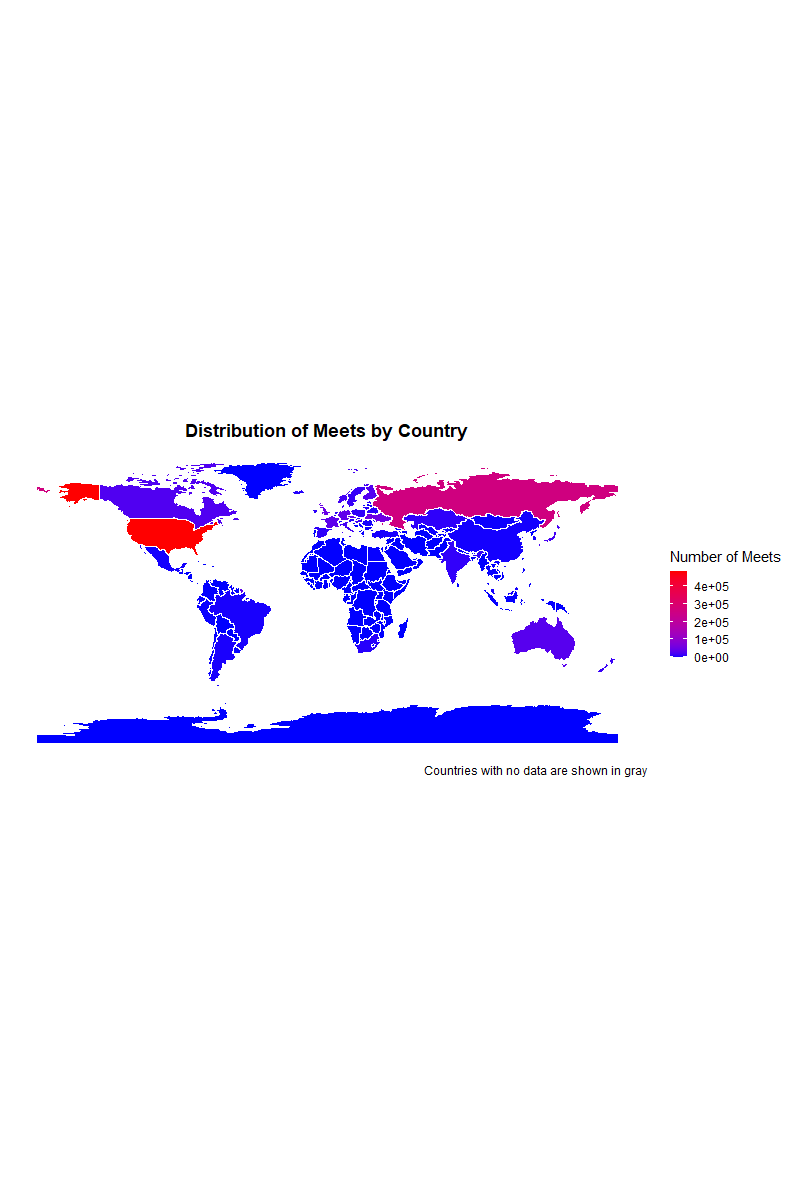 Distribution of Meets by Country
Number of Meets
4e+05
3e+05
2e+05
1e+05
0e+00
Countries with no data are shown in gray